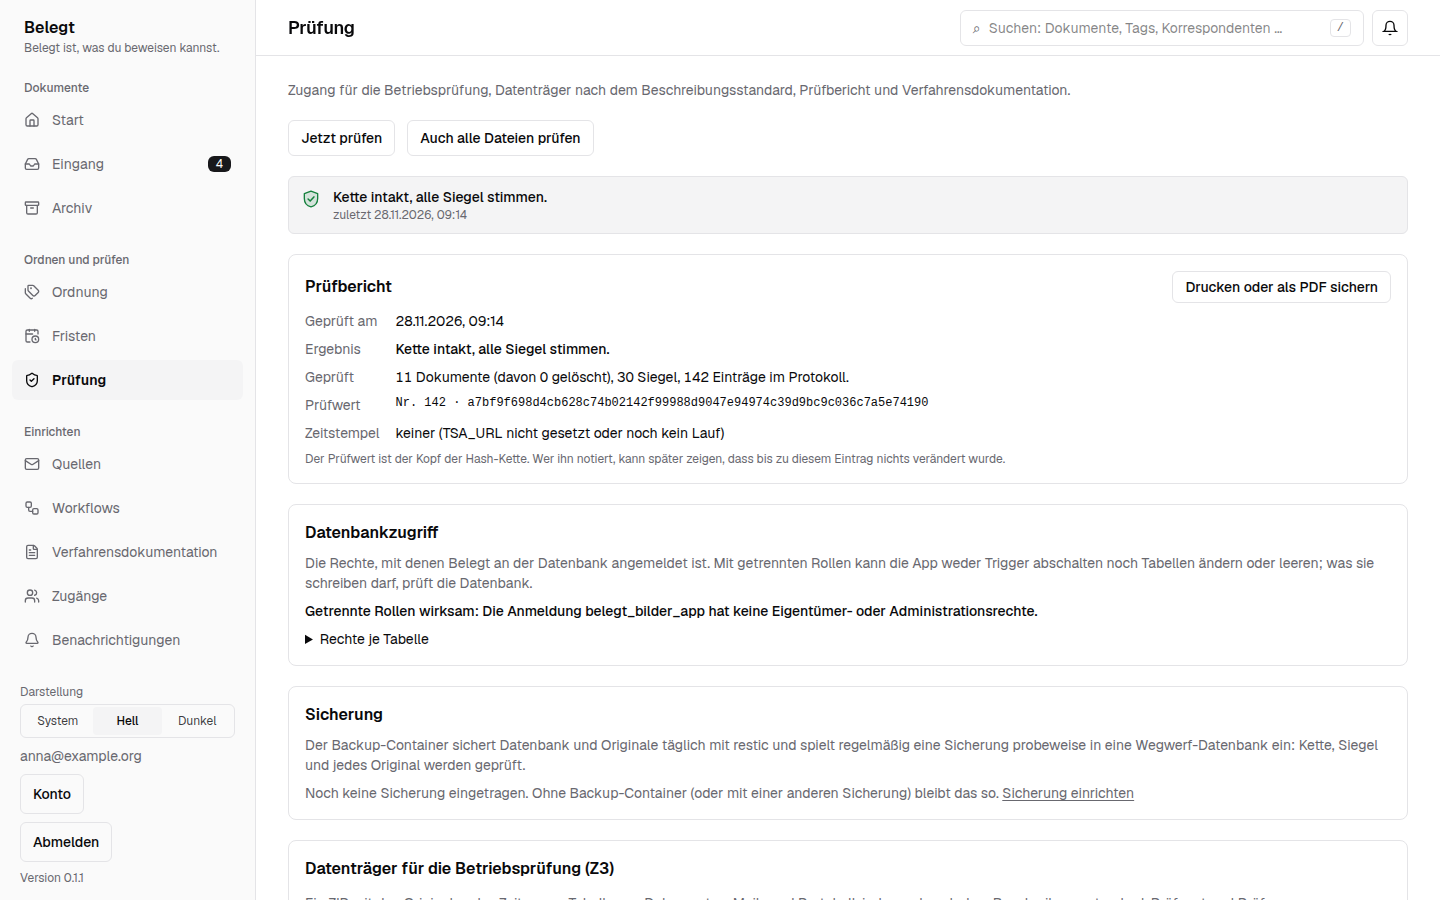 Belegt
Belegt ist, was du beweisen kannst.
Dokumente
Start
Eingang
4
Archiv
Ordnen und prüfen
Ordnung
Fristen
Prüfung
Einrichten
Quellen
Workflows
Verfahrensdokumentation
Zugänge
Benachrichtigungen
Darstellung
System
Hell
Dunkel
anna@example.org
Konto
Abmelden
Version 0.1.1
Prüfung
Suchen: Dokumente, Tags, Korrespondenten …
/
Zugang für die Betriebsprüfung, Datenträger nach dem Beschreibungsstandard, Prüfbericht und Verfahrensdokumentation.
Jetzt prüfen
Auch alle Dateien prüfen
Kette intakt, alle Siegel stimmen.
zuletzt 28.11.2026, 09:14
Prüfbericht
Drucken oder als PDF sichern
Geprüft am 28.11.2026, 09:14
Ergebnis Kette intakt, alle Siegel stimmen.
Geprüft 11 Dokumente (davon 0 gelöscht), 30 Siegel, 142 Einträge im Protokoll.
Prüfwert Nr. 142 · a7bf9f698d4cb628c74b02142f99988d9047e94974c39d9bc9c036c7a5e74190
Zeitstempel keiner (TSA_URL nicht gesetzt oder noch kein Lauf)
Der Prüfwert ist der Kopf der Hash-Kette. Wer ihn notiert, kann später zeigen, dass bis zu diesem Eintrag nichts verändert wurde.
Datenbankzugriff
Die Rechte, mit denen Belegt an der Datenbank angemeldet ist. Mit getrennten Rollen kann die App weder Trigger abschalten noch Tabellen ändern oder leeren; was sie
schreiben darf, prüft die Datenbank.
Getrennte Rollen wirksam: Die Anmeldung belegt_bilder_app hat keine Eigentümer- oder Administrationsrechte.
Rechte je Tabelle
Sicherung
Der Backup-Container sichert Datenbank und Originale täglich mit restic und spielt regelmäßig eine Sicherung probeweise in eine Wegwerf-Datenbank ein: Kette, Siegel
und jedes Original werden geprüft.
Noch keine Sicherung eingetragen. Ohne Backup-Container (oder mit einer anderen Sicherung) bleibt das so. Sicherung einrichten
Datenträger für die Betriebsprüfung (Z3)